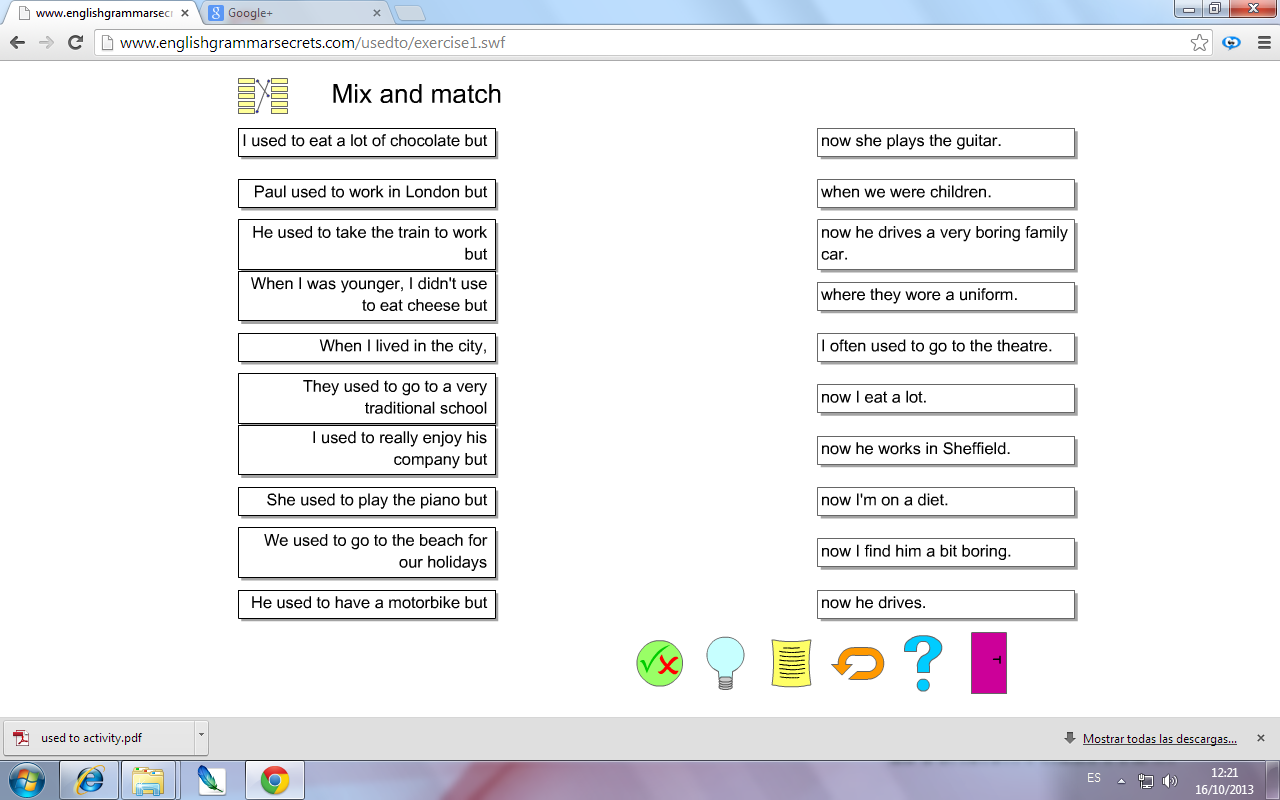 www.englishgrammarsec
Google+
www.englishgrammarsecrets.com/usedto/exercise1.swf
Mix and match
I used to eat a lot of chocolate but
now she plays the guitar.
Paul used to work in London but
when we were children.
He used to take the train to work
but
now he drives a very boring family
car.
When I was younger, I didn't use
to eat cheese but
where they wore a uniform.
When I lived in the city,
I often used to go to the theatre.
They used to go to a very
traditional school
now I eat a lot.
I used to really enjoy his
company but
now he works in Sheffield.
She used to play the piano but
now I'm on a diet.
We used to go to the beach for
our holidays
now I find him a bit boring.
He used to have a motorbike but
now he drives.
used to activity.pdf
Mostrar todas las descargas...
ES
12:21
16/10/2013